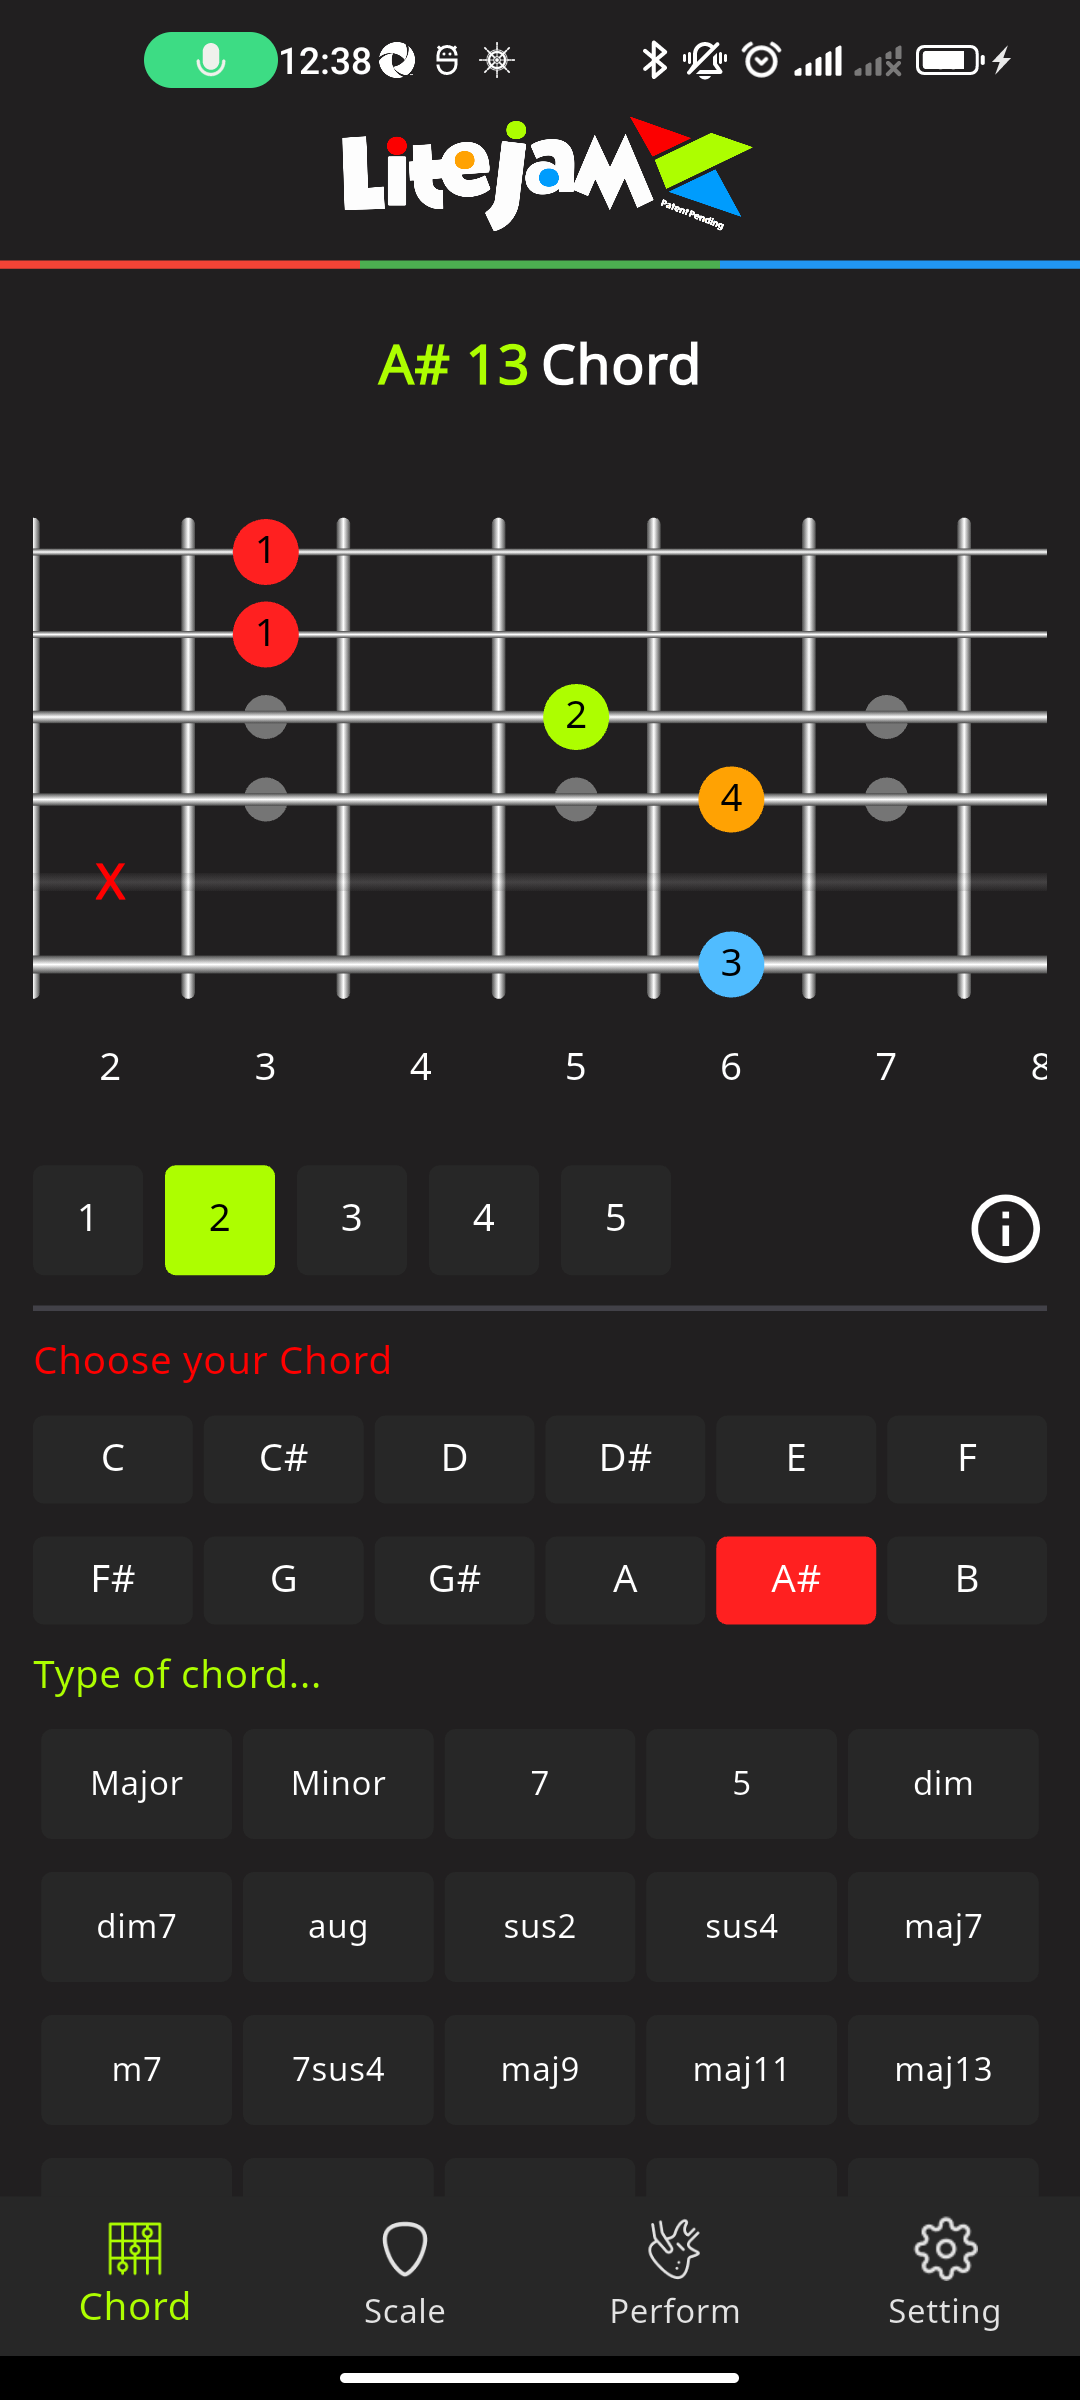 12:38
Litejam
Patent Pending
A# 13 Chord
1
1
2
4
X
3
2 3 4 5 6 7 8
1 2 3 4 5
Choose your Chord
C C# D D# E F
F# G G# A A# B
Type of chord...
Major Minor 7 5 dim
dim7 aug sus2 sus4 maj7
m7 7sus4 maj9 maj11 maj13
Chord Scale Perform Setting